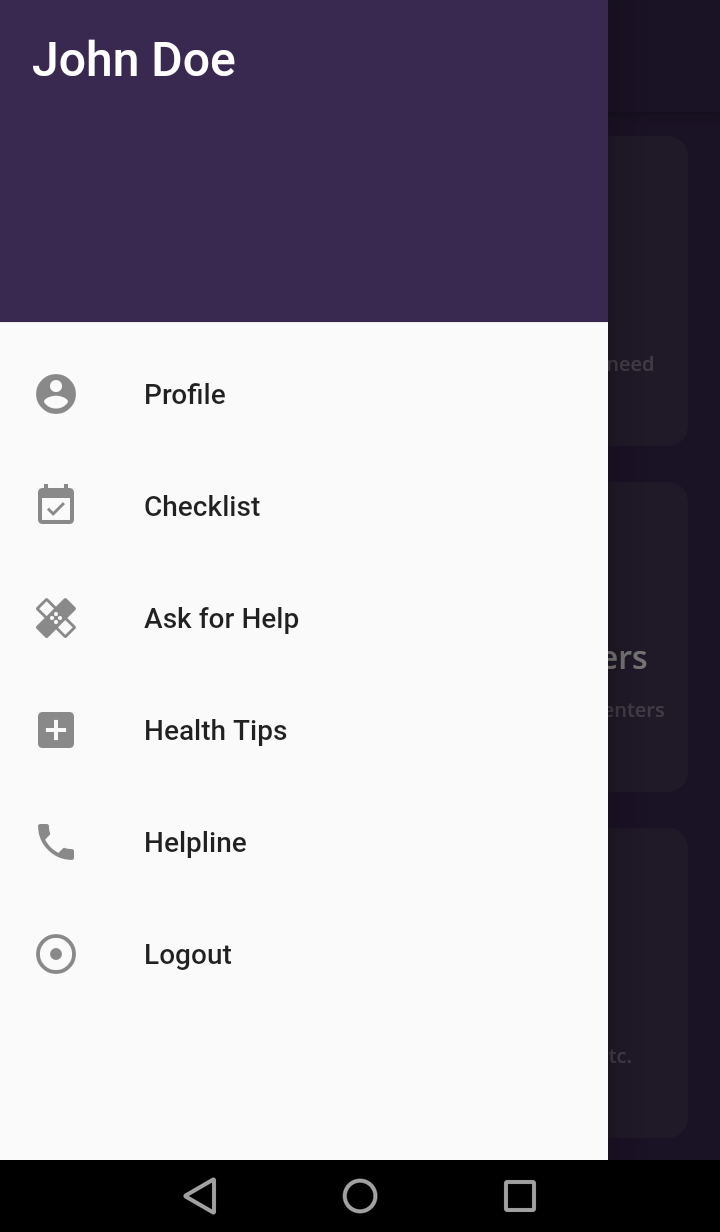 John Doe
need
Profile
Checklist
Ask for Help
ers
enters
Health Tips
Helpline
Logout
tc.